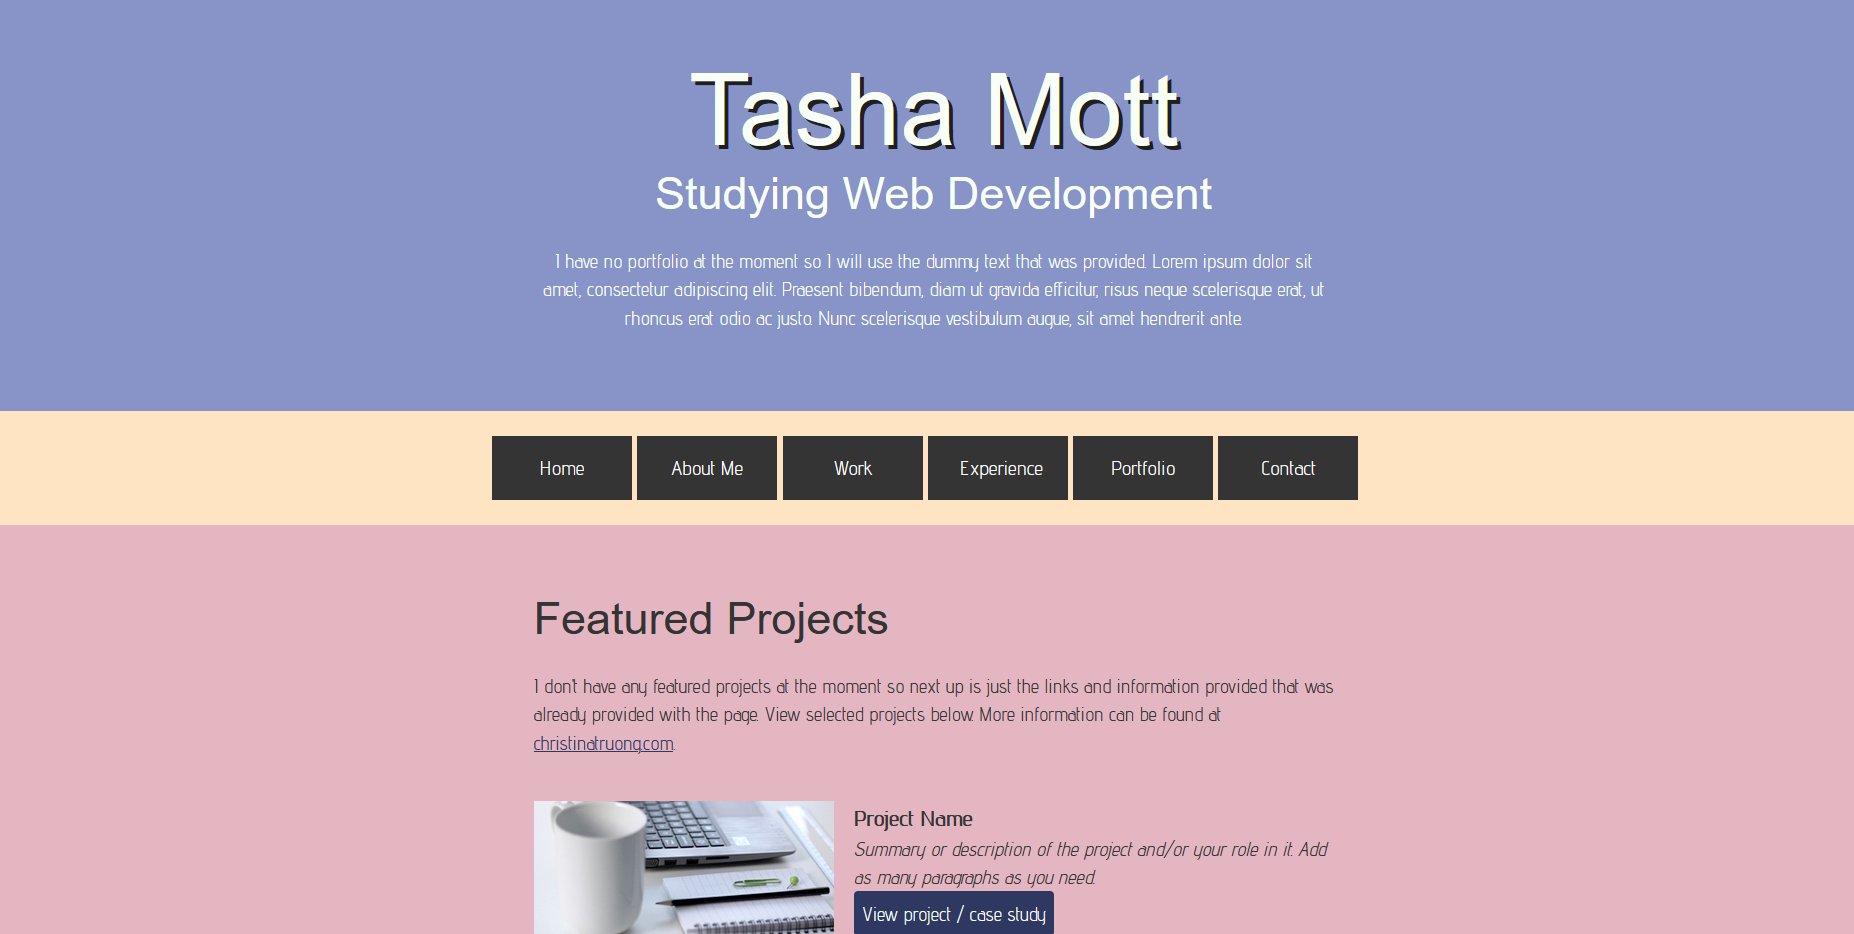 Tasha Mott
Studying Web Development
I have no portfolio at the moment so I will use the dummy text that was provided. Lorem ipsum dolor sit
amet, consectetur adipiscing elit. Praesent bibendum, diam ut gravida efficitur, risus neque scelerisque erat, ut
rhoncus erat odio ac justo. Nunc scelerisque vestibulum augue, sit amet hendrerit ante.
Home About Me Work Experience Portfolio Contact
Featured Projects
I don't have any featured projects at the moment so next up is just the links and information provided that was
already provided with the page. View selected projects below. More information can be found at
christinatruong.com.
Project Name
Summary or description of the project and/or your role in it. Add
as many paragraphs as you need.
View project / case study